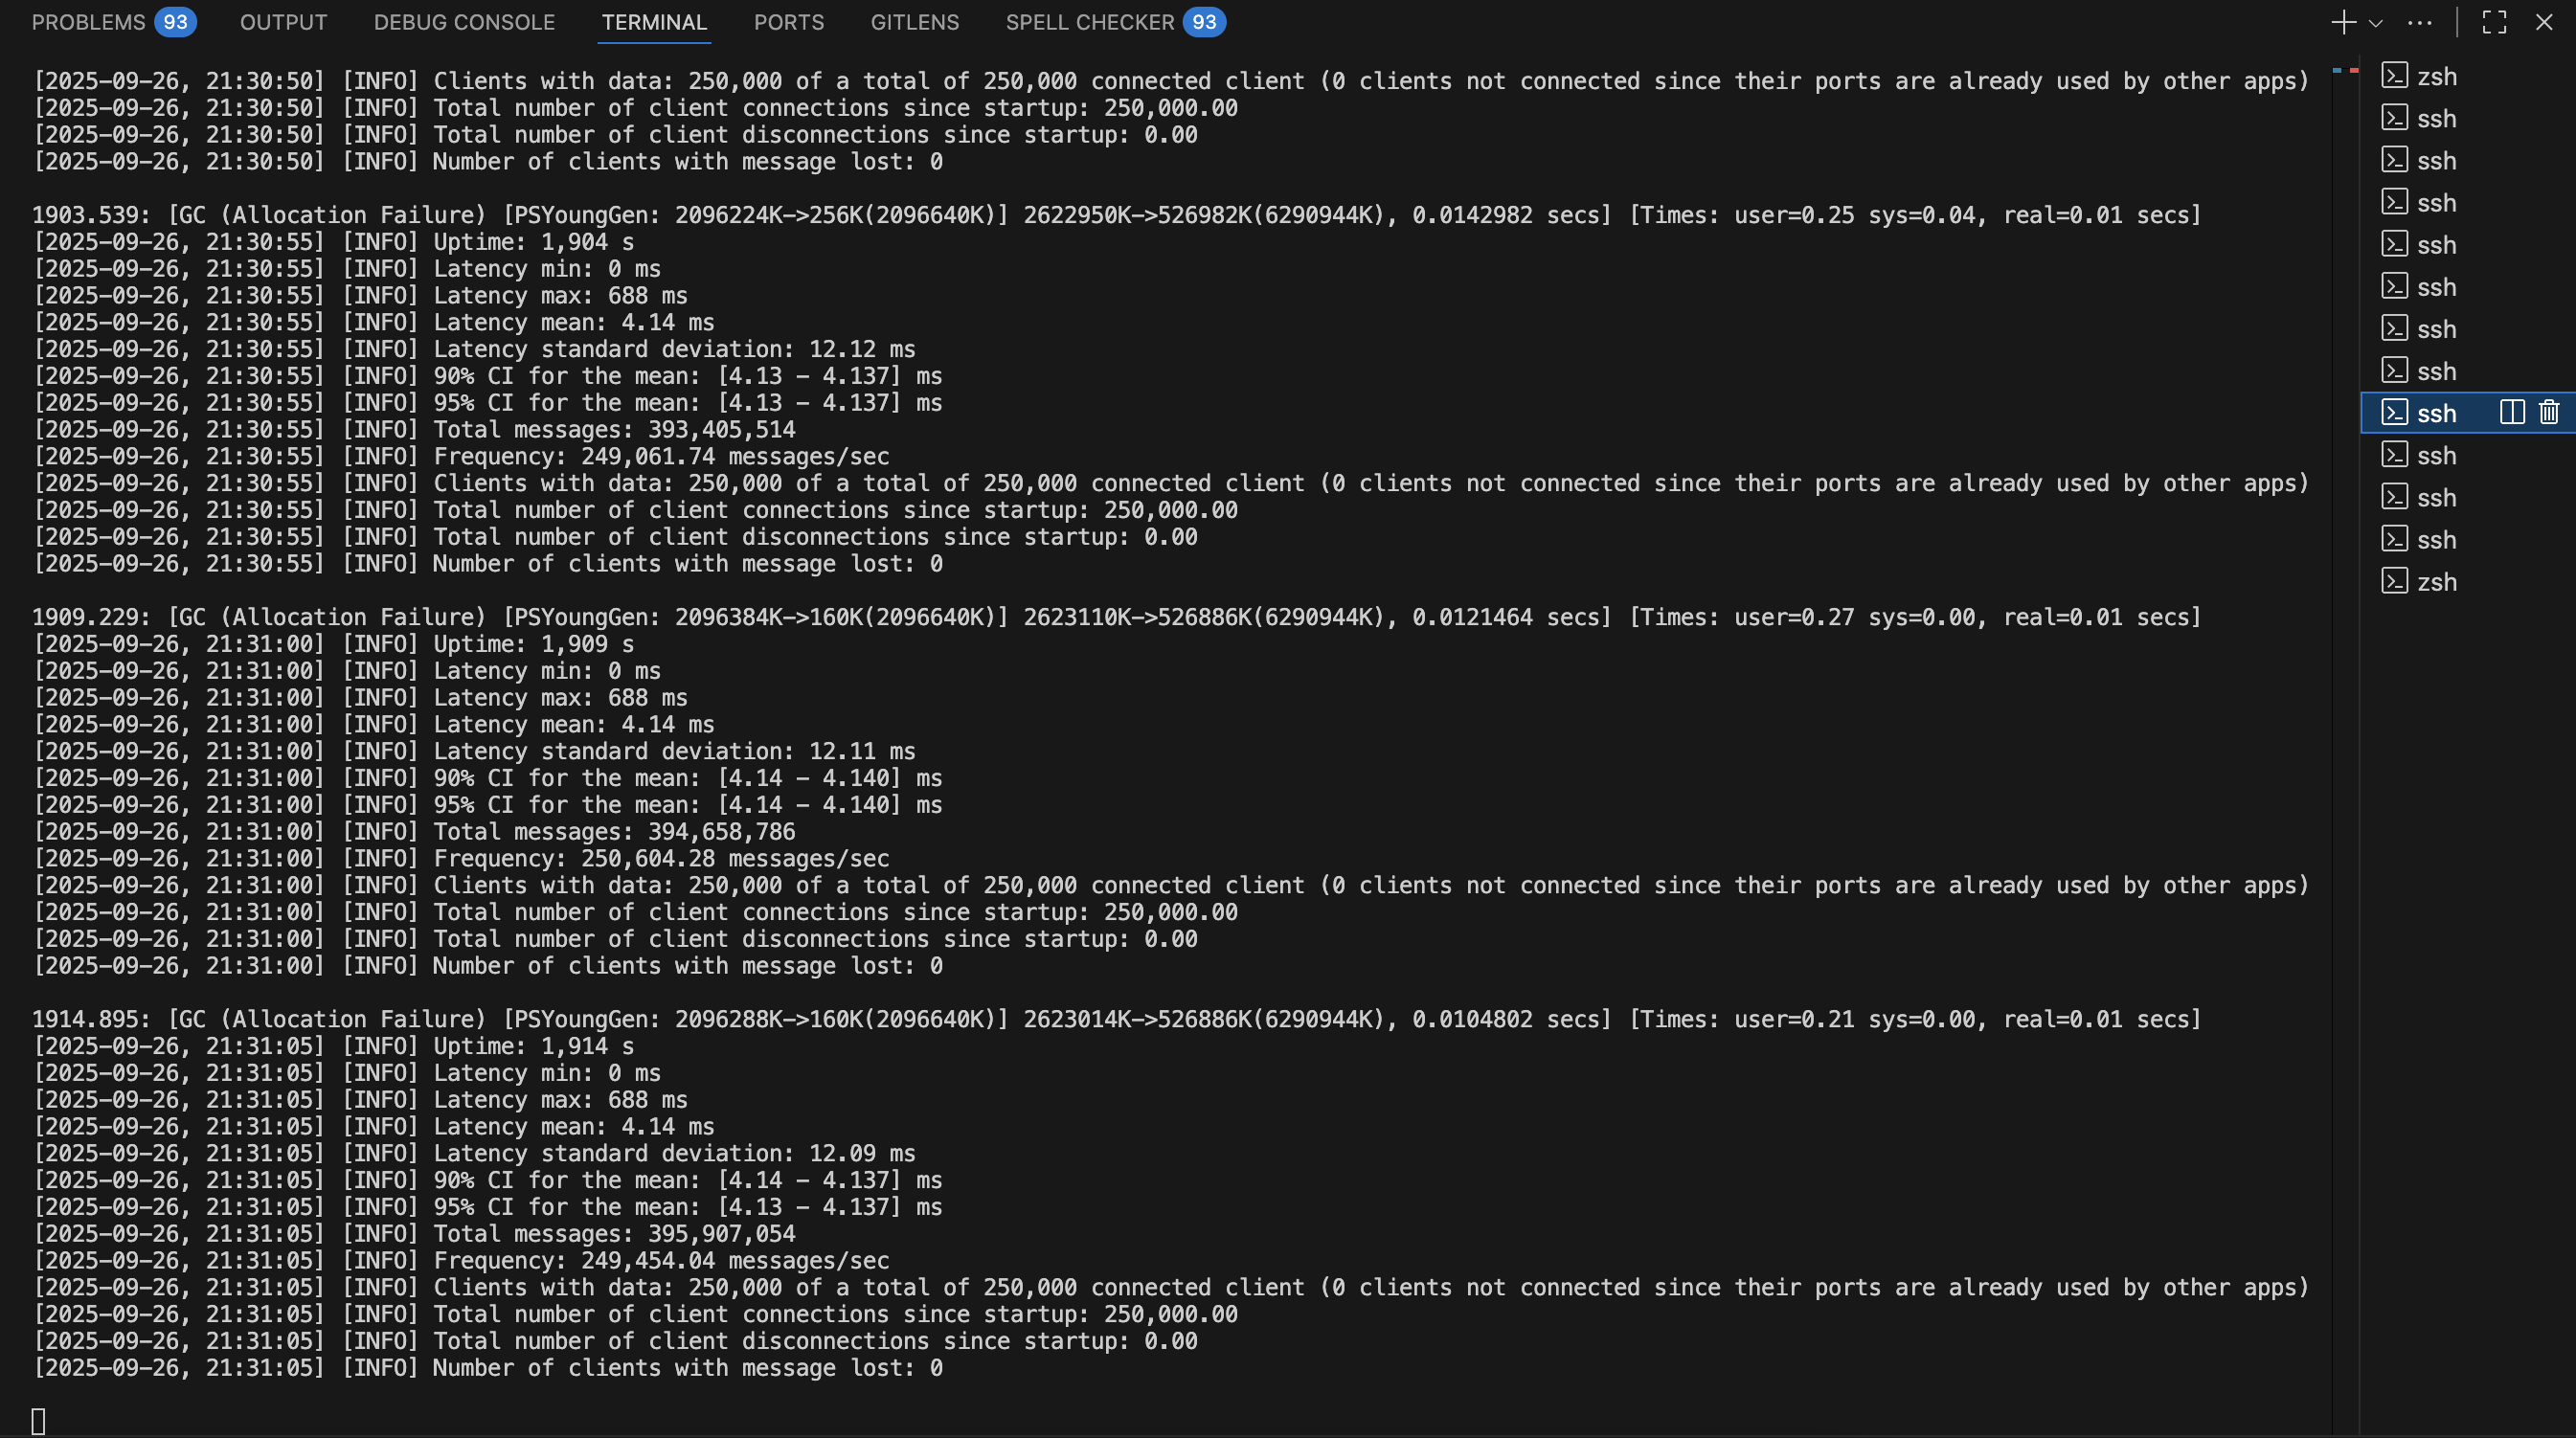 PROBLEMS 93 OUTPUT DEBUG CONSOLE TERMINAL PORTS GITLENS SPELL CHECKER 93
[2025-09-26, 21:30:50] [INFO] Clients with data: 250,000 of a total of 250,000 connected client (0 clients not connected since their ports are already used by other apps)
[2025-09-26, 21:30:50] [INFO] Total number of client connections since startup: 250,000.00
[2025-09-26, 21:30:50] [INFO] Total number of client disconnections since startup: 0.00
[2025-09-26, 21:30:50] [INFO] Number of clients with message lost: 0
1903.539: [GC (Allocation Failure) [PSYoungGen: 2096224K->256K(2096640K)] 2622950K->526982K(6290944K), 0.0142982 secs] [Times: user=0.25 sys=0.04, real=0.01 secs]
[2025-09-26, 21:30:55] [INFO] Uptime: 1,904 s
[2025-09-26, 21:30:55] [INFO] Latency min: 0 ms
[2025-09-26, 21:30:55] [INFO] Latency max: 688 ms
[2025-09-26, 21:30:55] [INFO] Latency mean: 4.14 ms
[2025-09-26, 21:30:55] [INFO] Latency standard deviation: 12.12 ms
[2025-09-26, 21:30:55] [INFO] 90% CI for the mean: [4.13 - 4.137] ms
[2025-09-26, 21:30:55] [INFO] 95% CI for the mean: [4.13 - 4.137] ms
[2025-09-26, 21:30:55] [INFO] Total messages: 393,405,514
[2025-09-26, 21:30:55] [INFO] Frequency: 249,061.74 messages/sec
[2025-09-26, 21:30:55] [INFO] Clients with data: 250,000 of a total of 250,000 connected client (0 clients not connected since their ports are already used by other apps)
[2025-09-26, 21:30:55] [INFO] Total number of client connections since startup: 250,000.00
[2025-09-26, 21:30:55] [INFO] Total number of client disconnections since startup: 0.00
[2025-09-26, 21:30:55] [INFO] Number of clients with message lost: 0
1909.229: [GC (Allocation Failure) [PSYoungGen: 2096384K->160K(2096640K)] 2623110K->526886K(6290944K), 0.0121464 secs] [Times: user=0.27 sys=0.00, real=0.01 secs]
[2025-09-26, 21:31:00] [INFO] Uptime: 1,909 s
[2025-09-26, 21:31:00] [INFO] Latency min: 0 ms
[2025-09-26, 21:31:00] [INFO] Latency max: 688 ms
[2025-09-26, 21:31:00] [INFO] Latency mean: 4.14 ms
[2025-09-26, 21:31:00] [INFO] Latency standard deviation: 12.11 ms
[2025-09-26, 21:31:00] [INFO] 90% CI for the mean: [4.14 - 4.140] ms
[2025-09-26, 21:31:00] [INFO] 95% CI for the mean: [4.14 - 4.140] ms
[2025-09-26, 21:31:00] [INFO] Total messages: 394,658,786
[2025-09-26, 21:31:00] [INFO] Frequency: 250,604.28 messages/sec
[2025-09-26, 21:31:00] [INFO] Clients with data: 250,000 of a total of 250,000 connected client (0 clients not connected since their ports are already used by other apps)
[2025-09-26, 21:31:00] [INFO] Total number of client connections since startup: 250,000.00
[2025-09-26, 21:31:00] [INFO] Total number of client disconnections since startup: 0.00
[2025-09-26, 21:31:00] [INFO] Number of clients with message lost: 0
1914.895: [GC (Allocation Failure) [PSYoungGen: 2096288K->160K(2096640K)] 2623014K->526886K(6290944K), 0.0104802 secs] [Times: user=0.21 sys=0.00, real=0.01 secs]
[2025-09-26, 21:31:05] [INFO] Uptime: 1,914 s
[2025-09-26, 21:31:05] [INFO] Latency min: 0 ms
[2025-09-26, 21:31:05] [INFO] Latency max: 688 ms
[2025-09-26, 21:31:05] [INFO] Latency mean: 4.14 ms
[2025-09-26, 21:31:05] [INFO] Latency standard deviation: 12.09 ms
[2025-09-26, 21:31:05] [INFO] 90% CI for the mean: [4.14 - 4.137] ms
[2025-09-26, 21:31:05] [INFO] 95% CI for the mean: [4.13 - 4.137] ms
[2025-09-26, 21:31:05] [INFO] Total messages: 395,907,054
[2025-09-26, 21:31:05] [INFO] Frequency: 249,454.04 messages/sec
[2025-09-26, 21:31:05] [INFO] Clients with data: 250,000 of a total of 250,000 connected client (0 clients not connected since their ports are already used by other apps)
[2025-09-26, 21:31:05] [INFO] Total number of client connections since startup: 250,000.00
[2025-09-26, 21:31:05] [INFO] Total number of client disconnections since startup: 0.00
[2025-09-26, 21:31:05] [INFO] Number of clients with message lost: 0
zsh
ssh
ssh
ssh
ssh
ssh
ssh
ssh
ssh
ssh
ssh
ssh
zsh